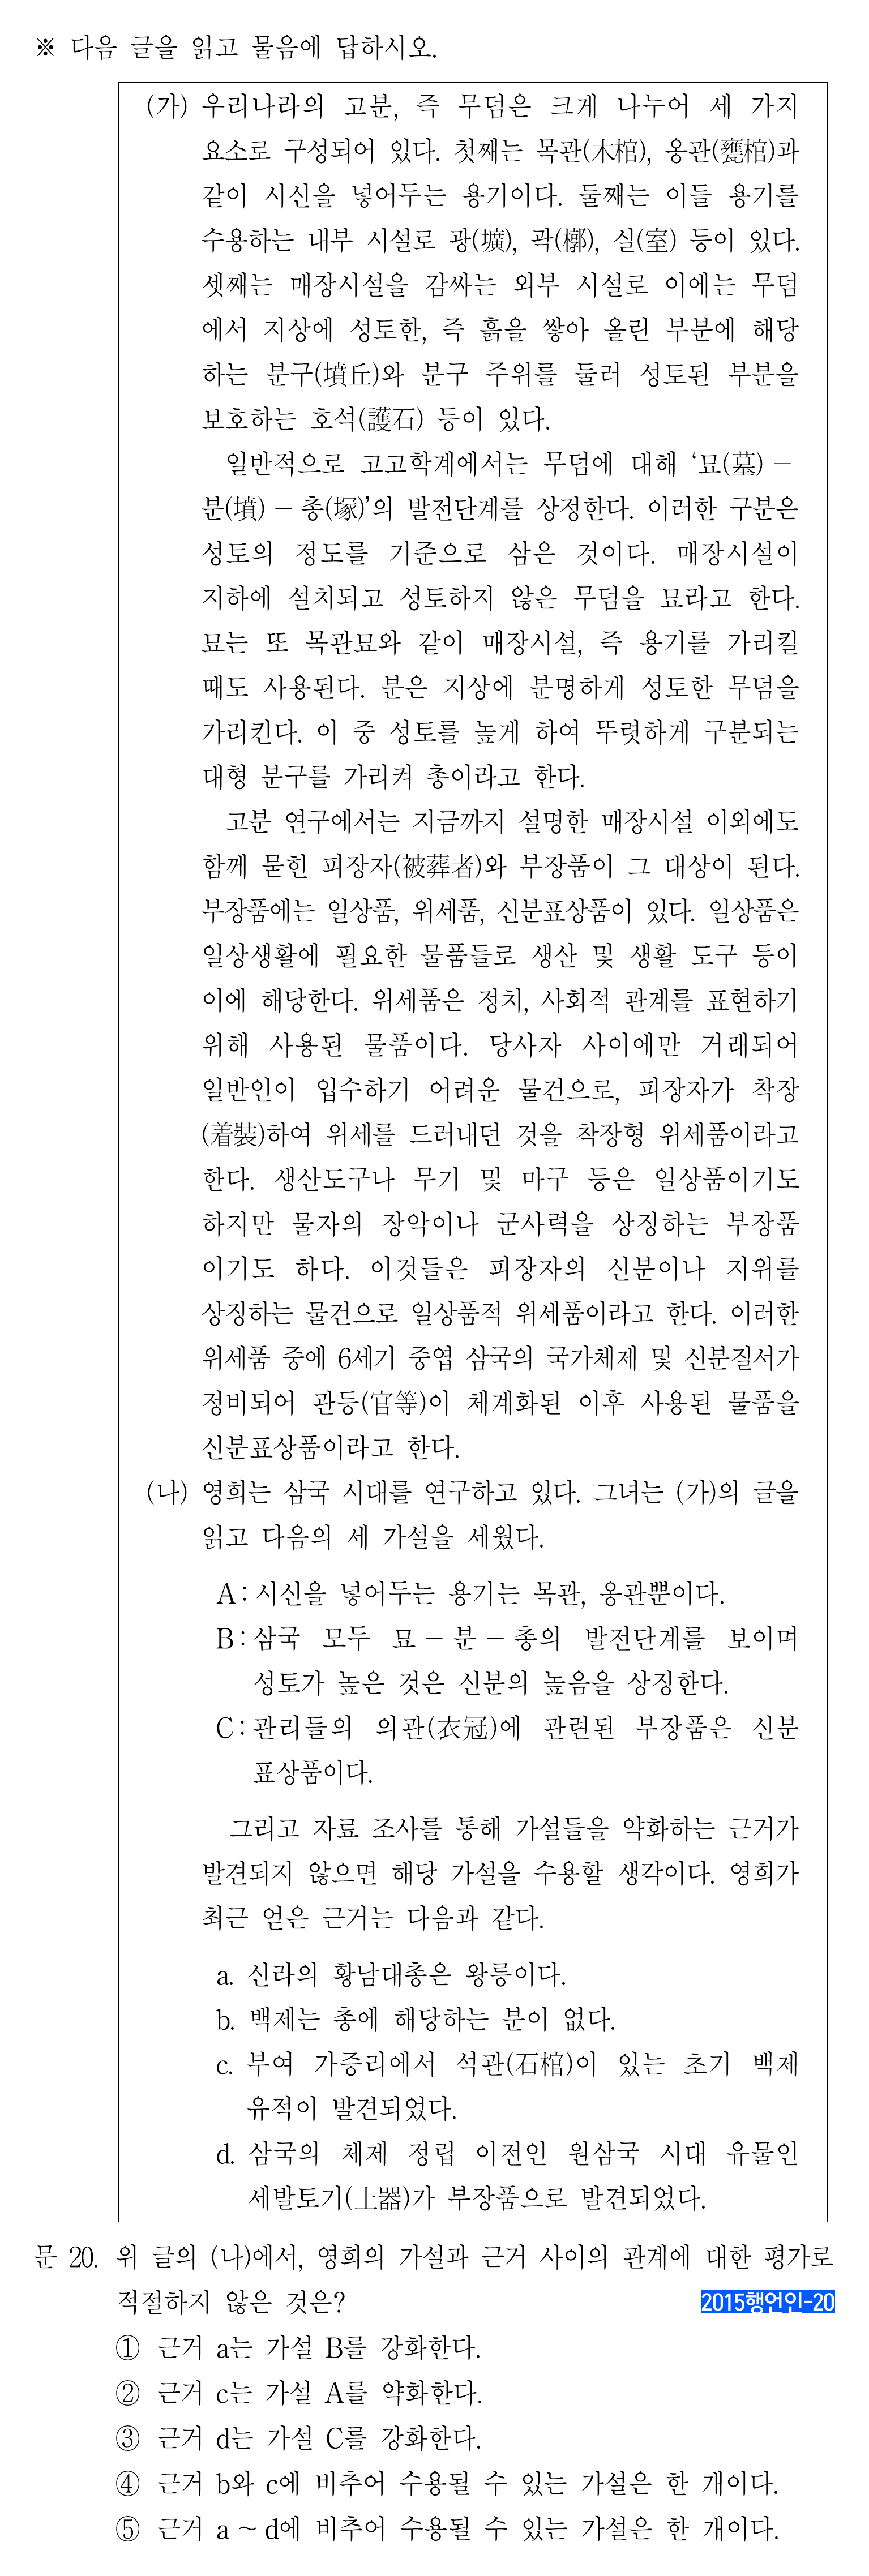 ※ 다음 글을 읽고 물음에 답하시오.
(가) 우리나라의 고분, 즉 무덤은 크게 나누어 세 가지
요소로 구성되어 있다. 첫째는 목관(木棺), 옹관(甕棺)과
같이 시신을 넣어두는 용기이다. 둘째는 이들 용기를
수용하는 내부 시설로 광(壙), 곽(槨), 실(室) 등이 있다.
셋째는 매장시설을 감싸는 외부 시설로 이에는 무덤
에서 지상에 성토한, 즉 흙을 쌓아 올린 부분에 해당
하는 분구(墳丘)와 분구 주위를 둘러 성토된 부분을
보호하는 호석(護石) 등이 있다.
일반적으로 고고학계에서는 무덤에 대해 ‘묘(墓) －
분(墳) － 총(塚)’의 발전단계를 상정한다. 이러한 구분은
성토의 정도를 기준으로 삼은 것이다. 매장시설이
지하에 설치되고 성토하지 않은 무덤을 묘라고 한다.
묘는 또 목관묘와 같이 매장시설, 즉 용기를 가리킬
때도 사용된다. 분은 지상에 분명하게 성토한 무덤을
가리킨다. 이 중 성토를 높게 하여 뚜렷하게 구분되는
대형 분구를 가리켜 총이라고 한다.
고분 연구에서는 지금까지 설명한 매장시설 이외에도
함께 묻힌 피장자(被葬者)와 부장품이 그 대상이 된다.
부장품에는 일상품, 위세품, 신분표상품이 있다. 일상품은
일상생활에 필요한 물품들로 생산 및 생활 도구 등이
이에 해당한다. 위세품은 정치, 사회적 관계를 표현하기
위해 사용된 물품이다. 당사자 사이에만 거래되어
일반인이 입수하기 어려운 물건으로, 피장자가 착장
(着裝)하여 위세를 드러내던 것을 착장형 위세품이라고
한다. 생산도구나 무기 및 마구 등은 일상품이기도
하지만 물자의 장악이나 군사력을 상징하는 부장품
이기도 하다. 이것들은 피장자의 신분이나 지위를
상징하는 물건으로 일상품적 위세품이라고 한다. 이러한
위세품 중에 6세기 중엽 삼국의 국가체제 및 신분질서가
정비되어 관등(官等)이 체계화된 이후 사용된 물품을
신분표상품이라고 한다.
(나) 영희는 삼국 시대를 연구하고 있다. 그녀는 (가)의 글을
읽고 다음의 세 가설을 세웠다.
A : 시신을 넣어두는 용기는 목관, 옹관뿐이다.
B : 삼국 모두 묘 － 분 － 총의 발전단계를 보이며
성토가 높은 것은 신분의 높음을 상징한다.
C : 관리들의 의관(衣冠)에 관련된 부장품은 신분
표상품이다.
그리고 자료 조사를 통해 가설들을 약화하는 근거가
발견되지 않으면 해당 가설을 수용할 생각이다. 영희가
최근 얻은 근거는 다음과 같다.
a. 신라의 황남대총은 왕릉이다.
b. 백제는 총에 해당하는 분이 없다.
c. 부여 가증리에서 석관(石棺)이 있는 초기 백제
유적이 발견되었다.
d. 삼국의 체제 정립 이전인 원삼국 시대 유물인
세발토기(土器)가 부장품으로 발견되었다.
문 20. 위 글의 (나)에서, 영희의 가설과 근거 사이의 관계에 대한 평가로
적절하지 않은 것은? 2015행언인-20
① 근거 a는 가설 B를 강화한다.
② 근거 c는 가설 A를 약화한다.
③ 근거 d는 가설 C를 강화한다.
④ 근거 b와 c에 비추어 수용될 수 있는 가설은 한 개이다.
⑤ 근거 a ~ d에 비추어 수용될 수 있는 가설은 한 개이다.